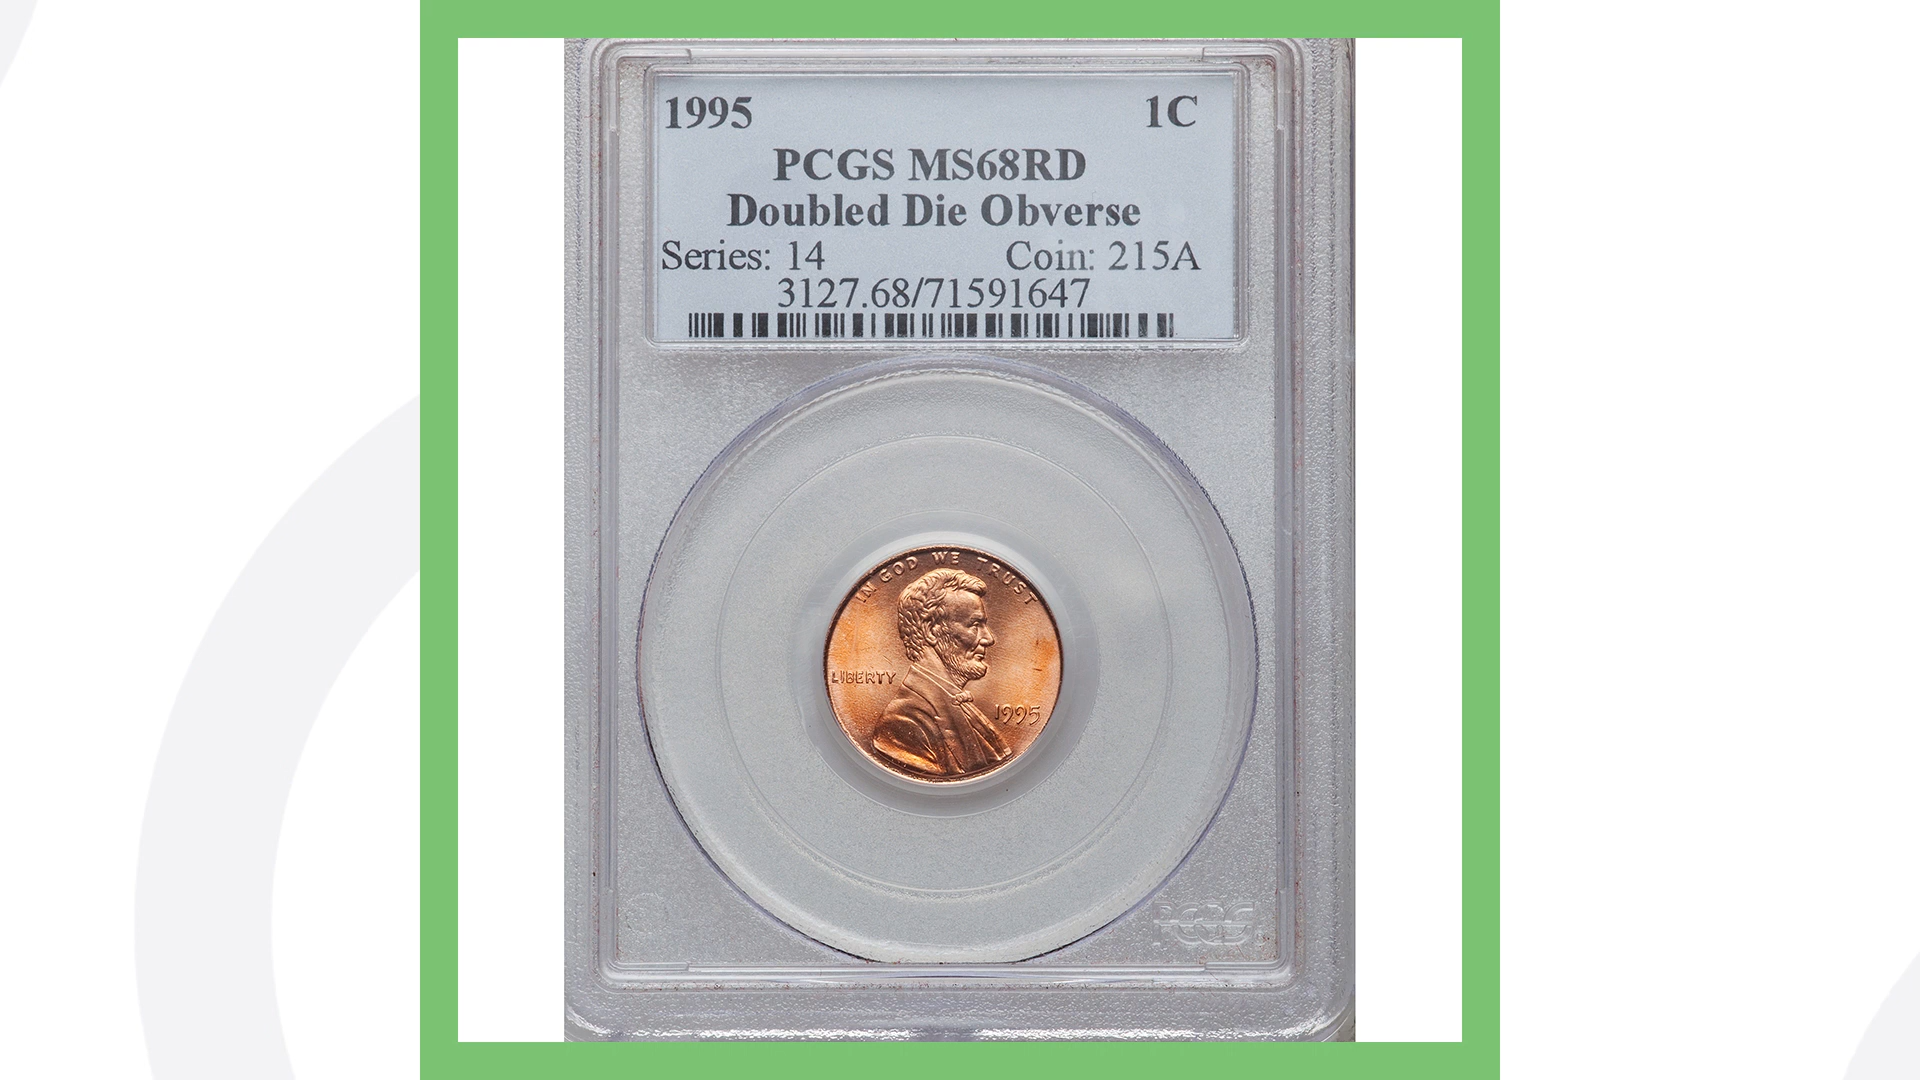 1995 1C
PCGS MS68RD
Doubled Die Obverse
Series: 14 Coin: 215A
3127.68/71591647
IN GOD WE TRUST
LIBERTY
1995
PCGS